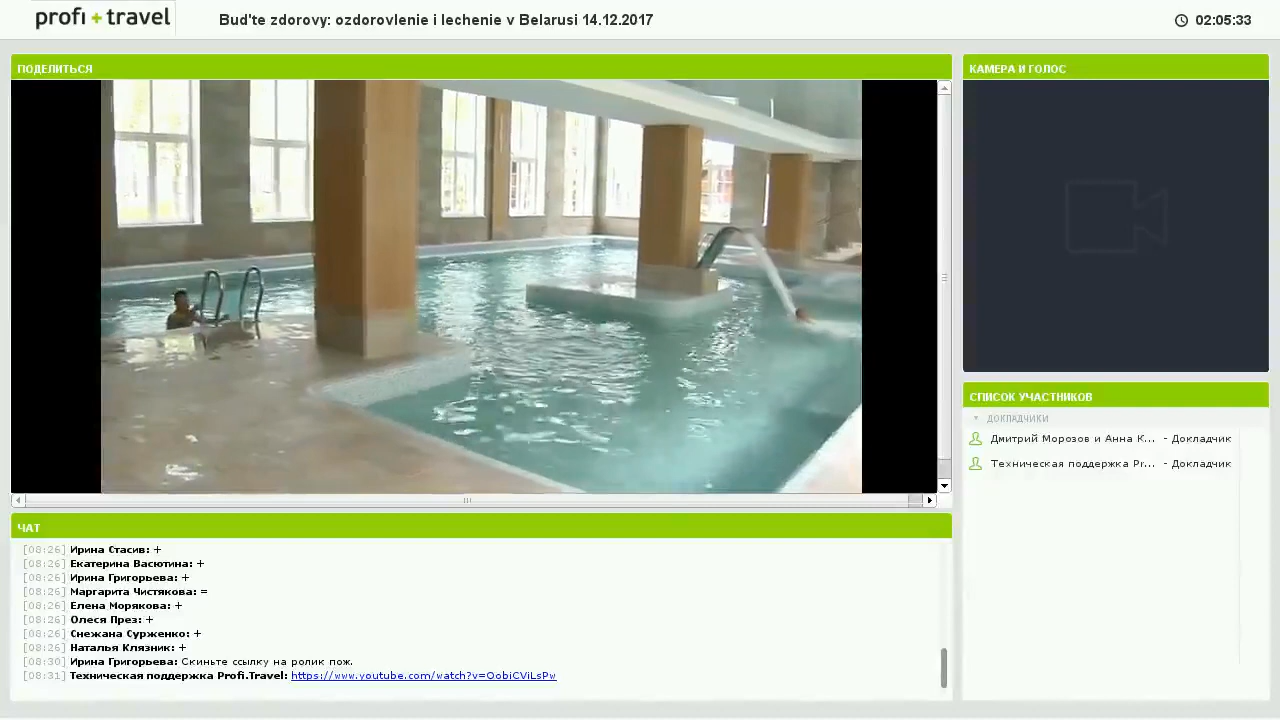 profi + travel
Bud'te zdorovy: ozdorovlenie i lechenie v Belarusi 14.12.2017
02:05:33
ПОДЕЛИТЬСЯ
КАМЕРА И ГОЛОС
СПИСОК УЧАСТНИКОВ
ДОКЛАДЧИКИ
Дмитрий Морозов и Анна К... - Докладчик
Техническая поддержка Pr... - Докладчик
ЧАТ
[08:26] Ирина Стасив: +
[08:26] Екатерина Васютина: +
[08:26] Ирина Григорьева: +
[08:26] Маргарита Чистякова: =
[08:26] Елена Морякова: +
[08:26] Олеся През: +
[08:26] Снежана Сурженко: +
[08:26] Наталья Клязник: +
[08:30] Ирина Григорьева: Скиньте ссылку на ролик пож.
[08:31] Техническая поддержка Profi.Travel: https://www.youtube.com/watch?v=OobiCViLsPw